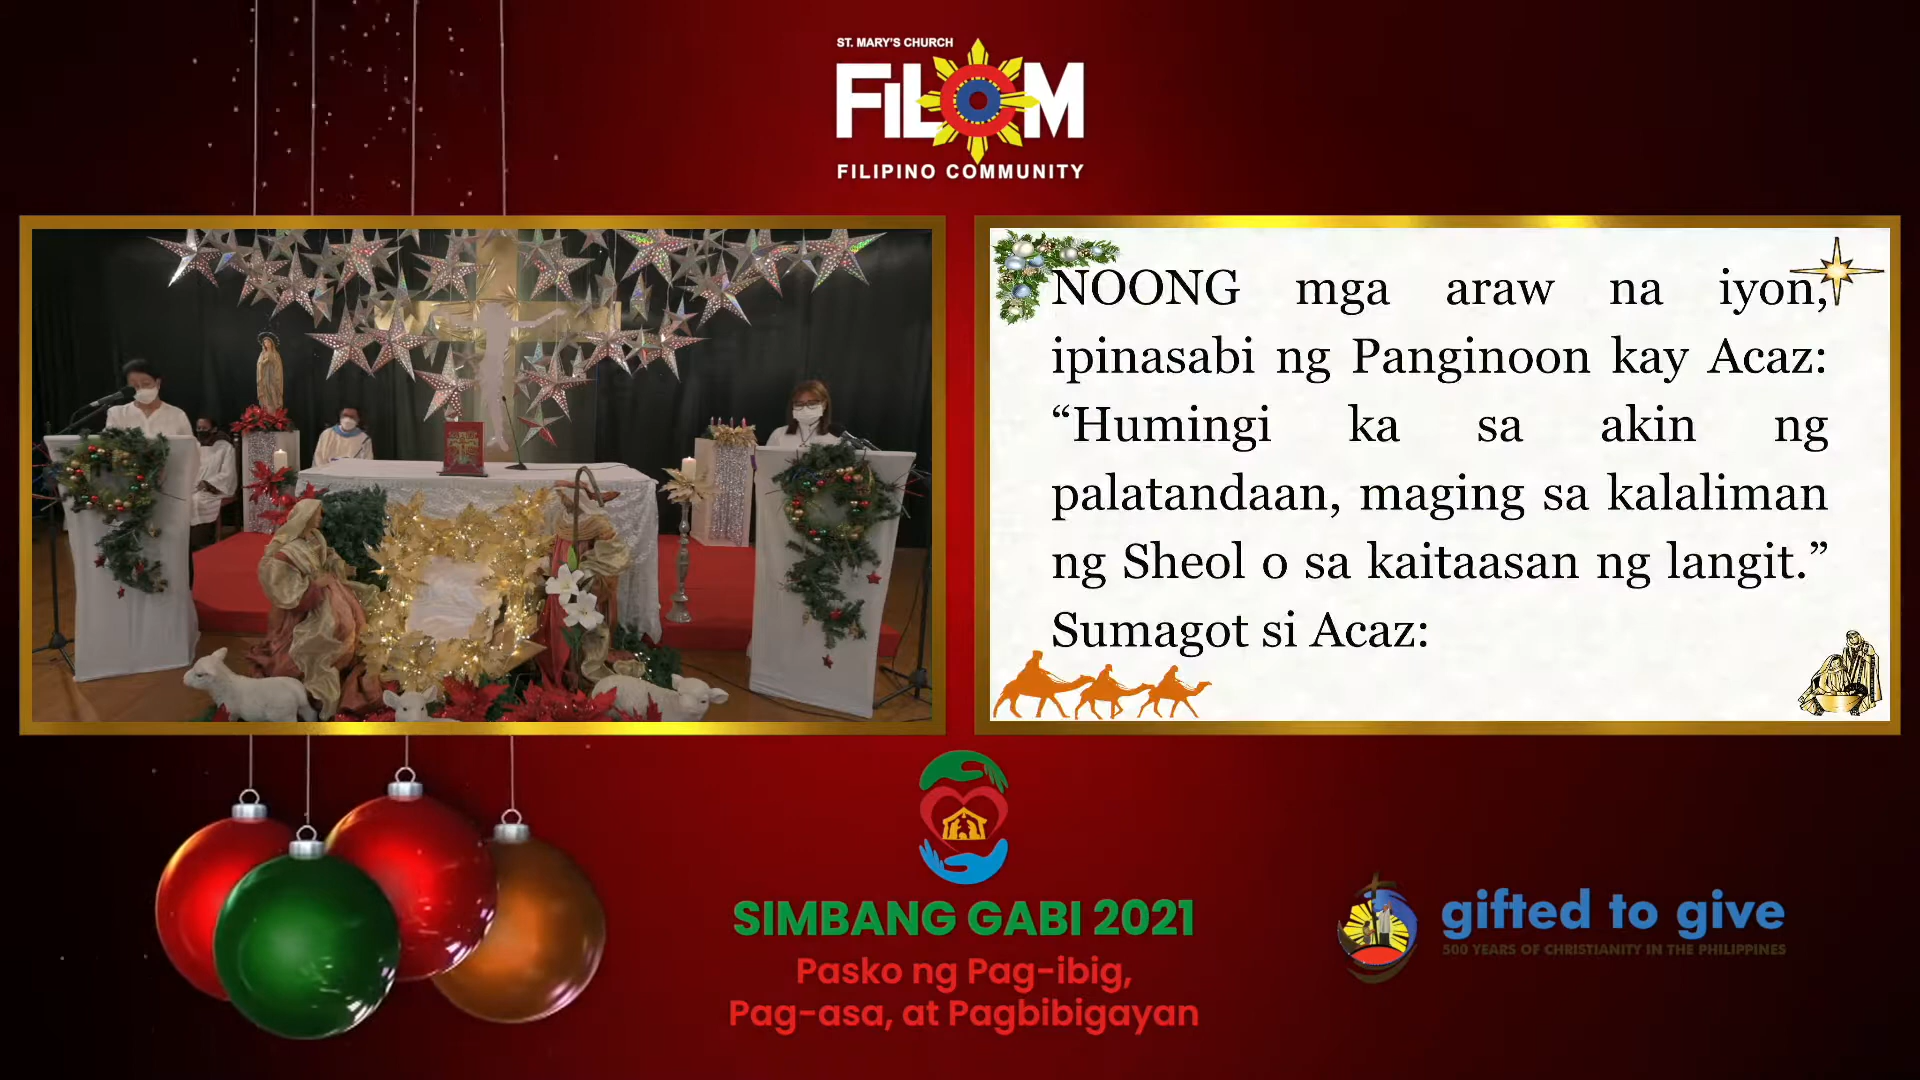 ST. MARY'S CHURCH
FiLCM
FILIPINO COMMUNITY
NOONG mga araw na iyon,
ipinasabi ng Panginoon kay Acaz:
“Humingi ka sa akin ng
palatandaan, maging sa kalaliman
ng Sheol o sa kaitaasan ng langit.”
Sumagot si Acaz:
SIMBANG GABI 2021
Pasko ng Pag-ibig,
Pag-asa, at Pagbibigayan
gifted to give
500 YEARS OF CHRISTIANITY IN THE PHILIPPINES